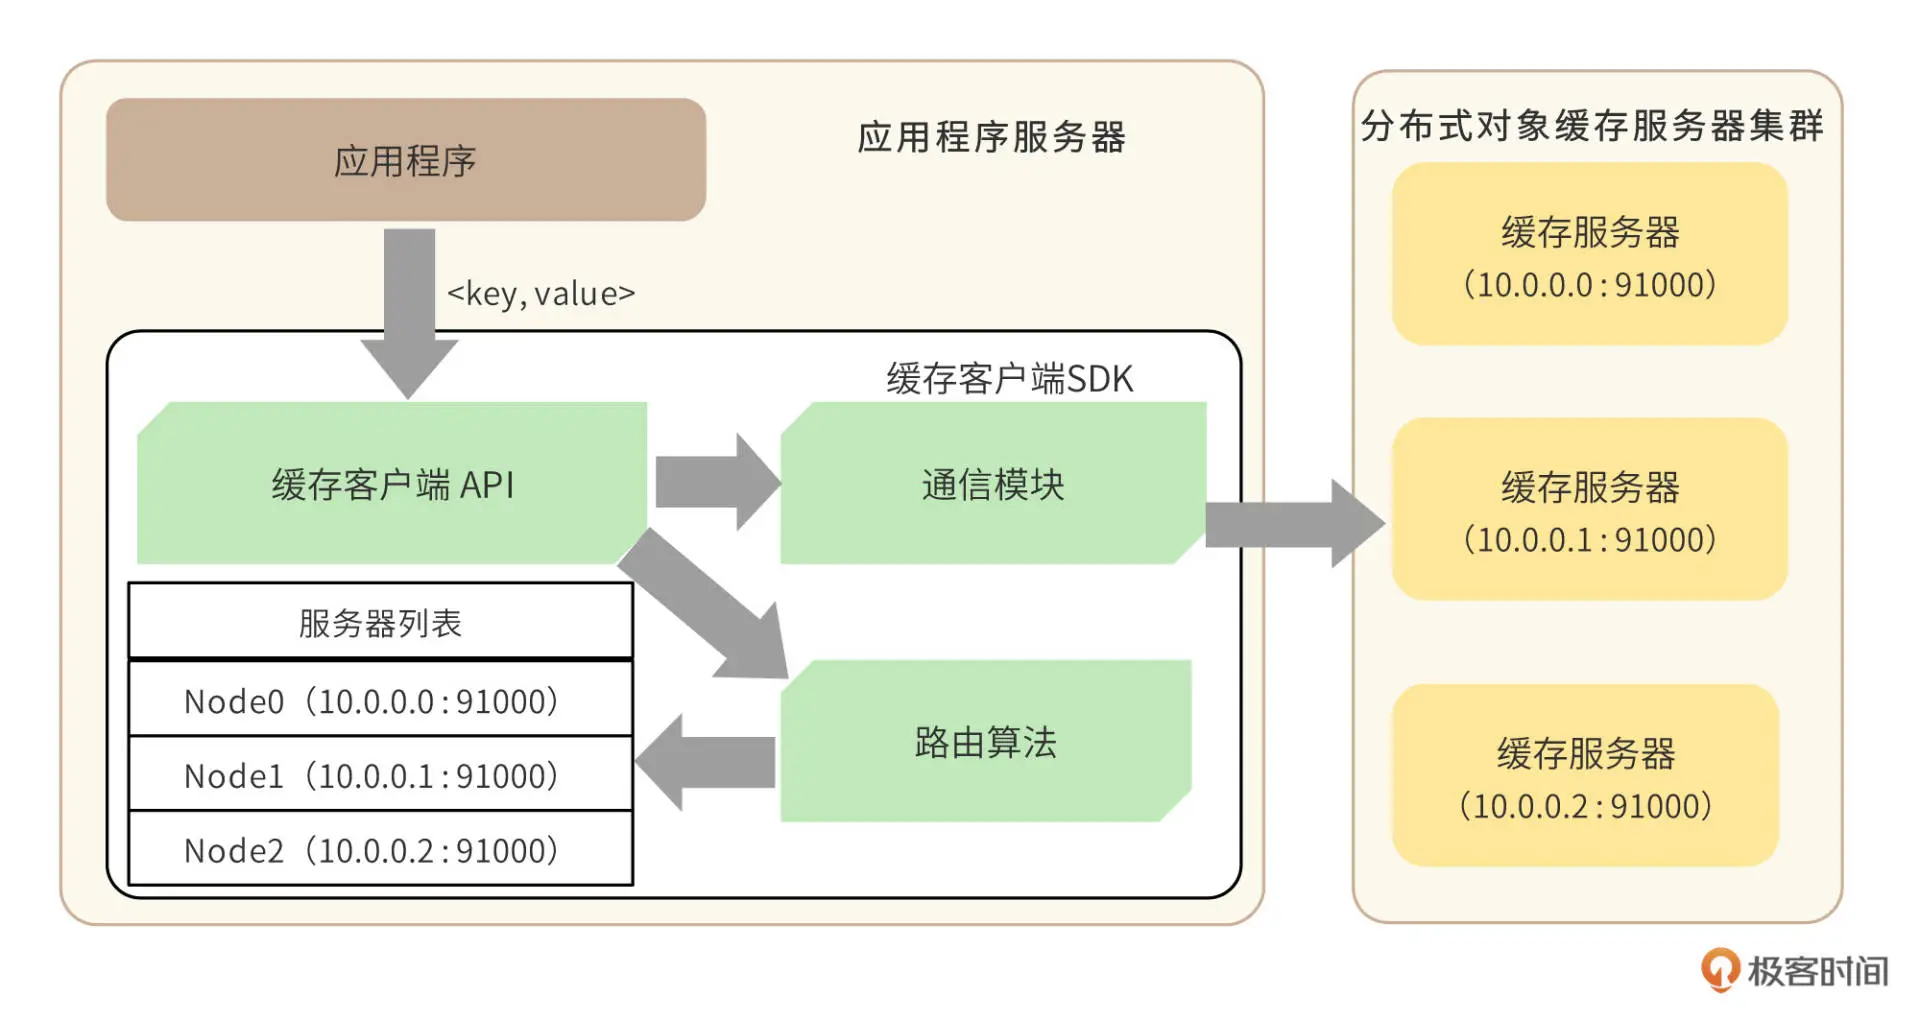 应用程序服务器
应用程序
<key, value>
缓存客户端SDK
缓存客户端 API
通信模块
服务器列表
Node0（10.0.0.0：91000）
Node1（10.0.0.1：91000）
Node2（10.0.0.2：91000）
路由算法
分布式对象缓存服务器集群
缓存服务器
（10.0.0.0：91000）
缓存服务器
（10.0.0.1：91000）
缓存服务器
（10.0.0.2：91000）
极客时间